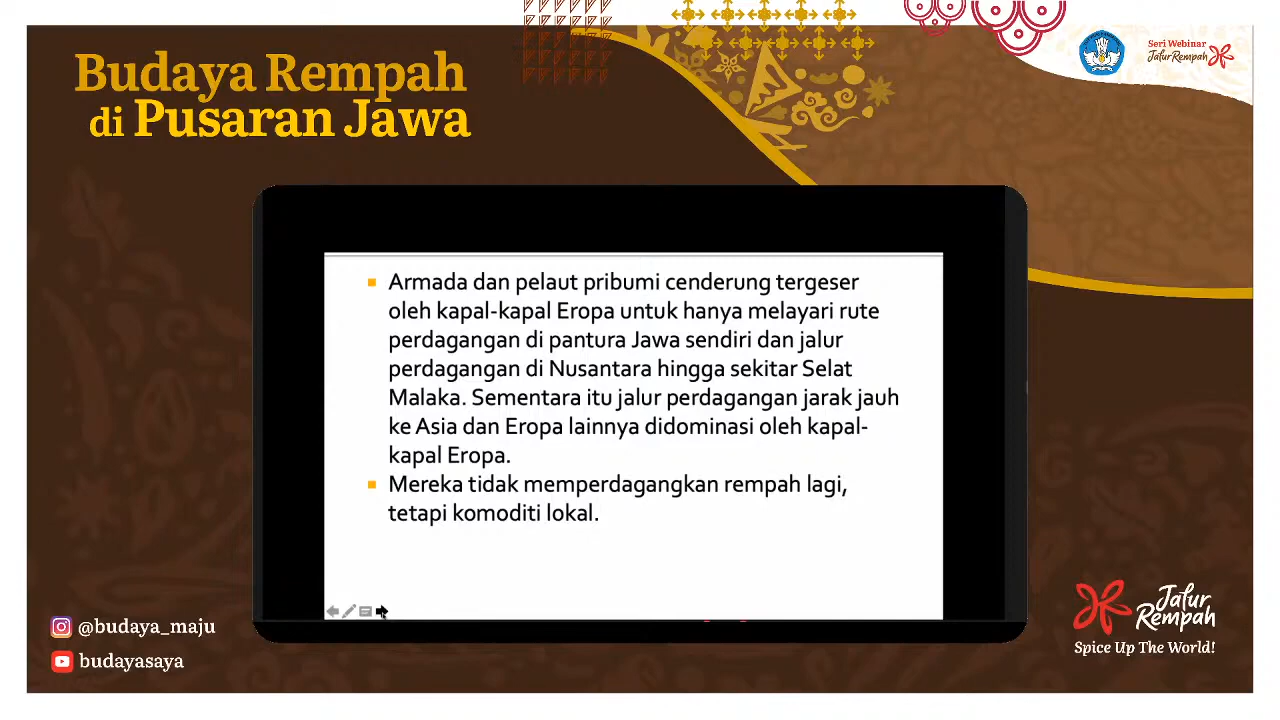 Budaya Rempah
di Pusaran Jawa
Seri Webinar
Jalur Rempah
Armada dan pelaut pribumi cenderung tergeser
oleh kapal-kapal Eropa untuk hanya melayari rute
perdagangan di pantura Jawa sendiri dan jalur
perdagangan di Nusantara hingga sekitar Selat
Malaka. Sementara itu jalur perdagangan jarak jauh
ke Asia dan Eropa lainnya didominasi oleh kapal-
kapal Eropa.
Mereka tidak memperdagangkan rempah lagi,
tetapi komoditi lokal.
@budaya_maju
budayasaya
Jalur
Rempah
Spice Up The World!